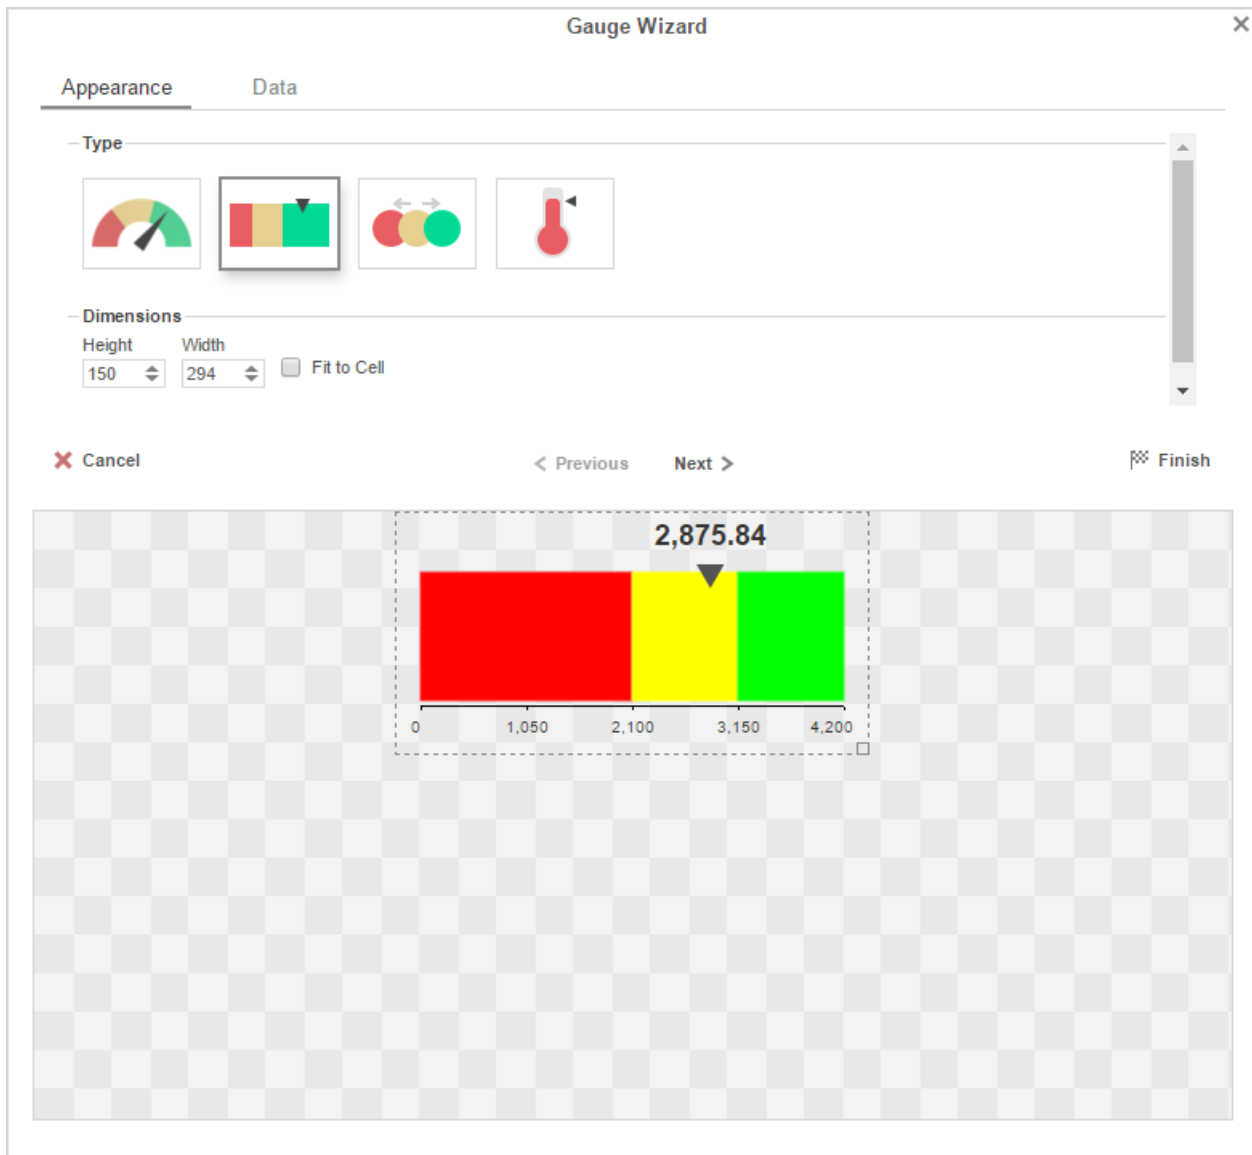 Gauge Wizard
Appearance Data
Type
Dimensions
Height Width
150 294 Fit to Cell
Cancel < Previous Next > Finish
2,875.84
0 1,050 2,100 3,150 4,200